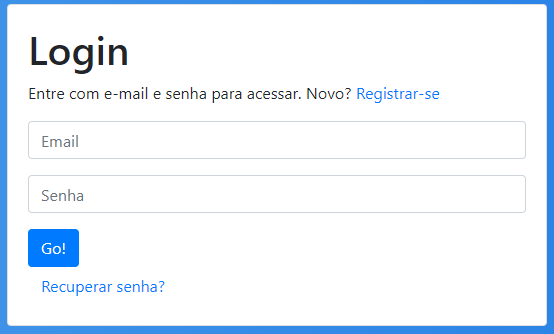 Login
Entre com e-mail e senha para acessar. Novo? Registrar-se
Email
Senha
Go!
Recuperar senha?